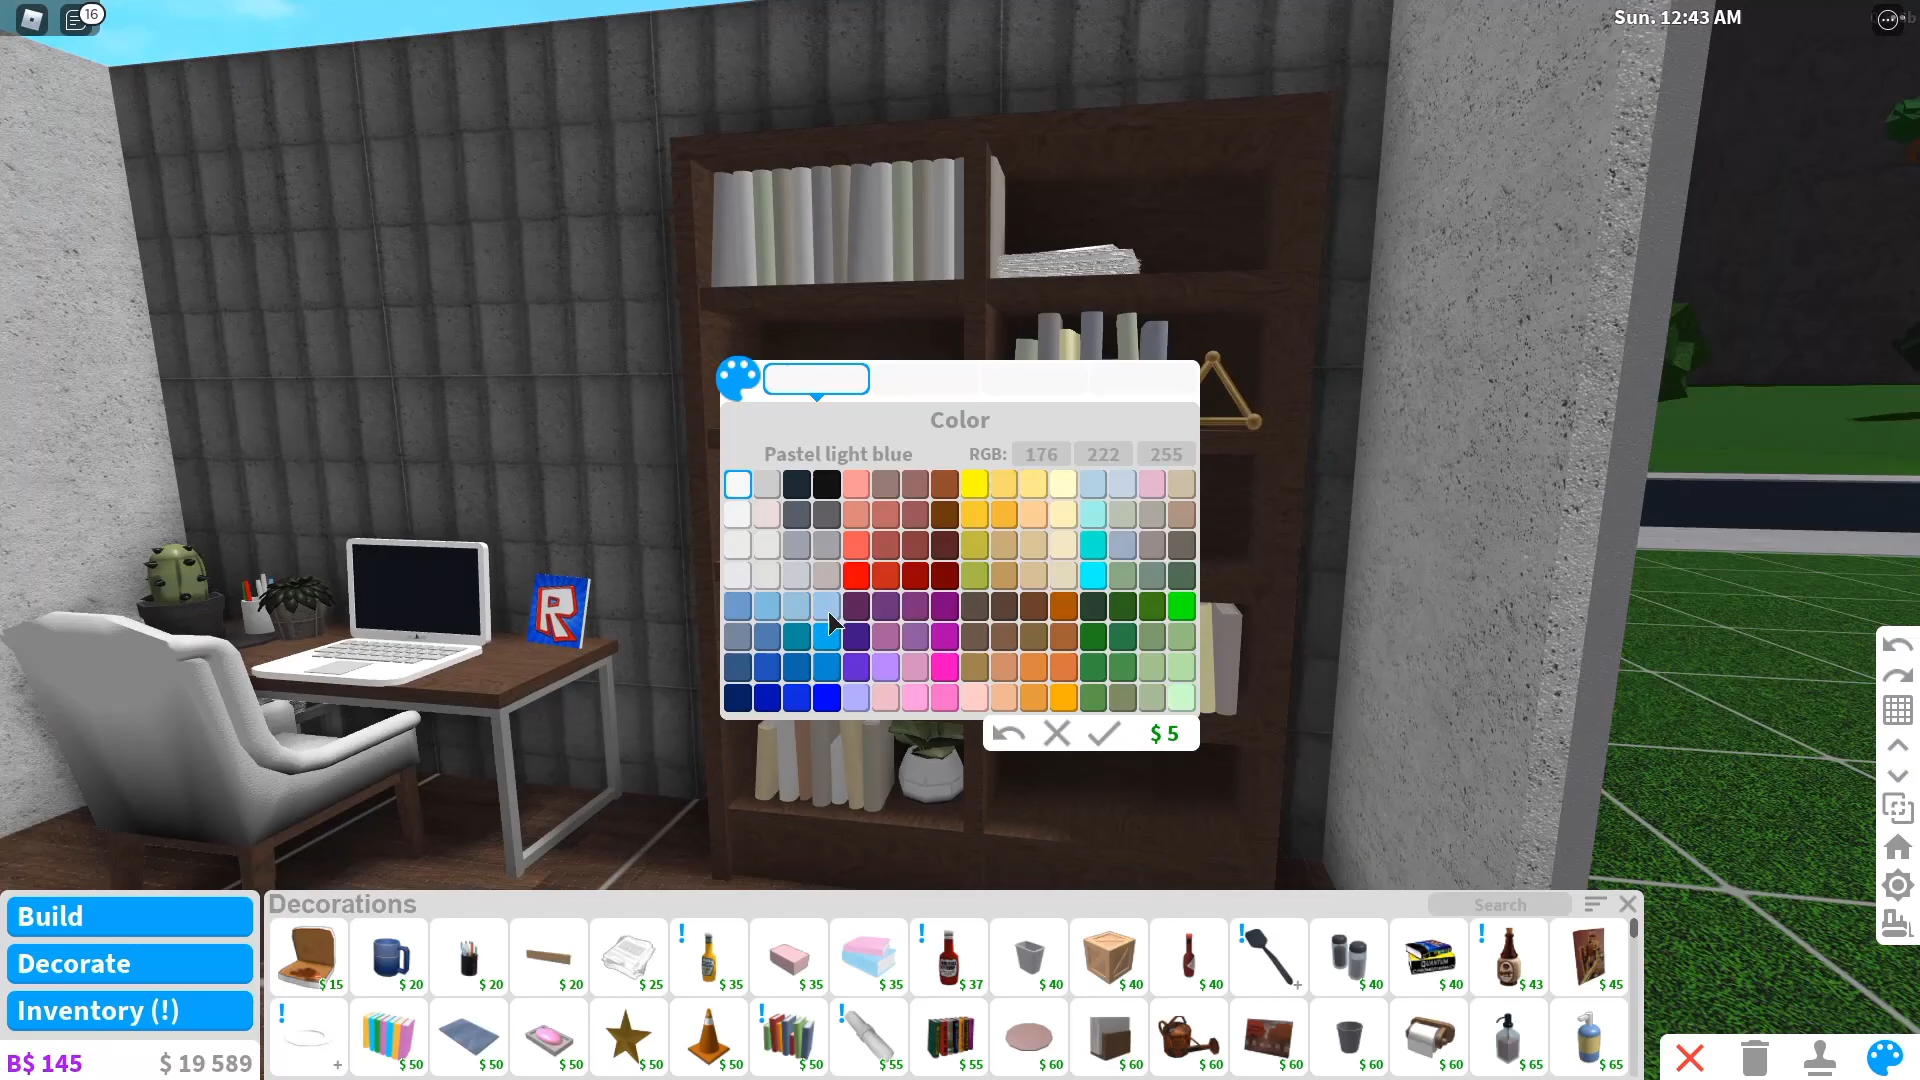 16
Sun. 12:43 AM
R
Color
Pastel light blue RGB: 176 222 255
$ 5
Build
Decorate
Inventory (!)
B$ 145 $ 19 589
Decorations Search
! ! ! !
$ 15 $ 20 $ 20 $ 20 $ 25 $ 35 $ 35 $ 35 $ 37 $ 40 $ 40 $ 40 + $ 40 $ 40 $ 43 $ 45
QUANTUM
! ! !
+ $ 50 $ 50 $ 50 $ 50 $ 50 $ 50 $ 55 $ 55 $ 60 $ 60 $ 60 $ 60 $ 60 $ 60 $ 65 $ 65